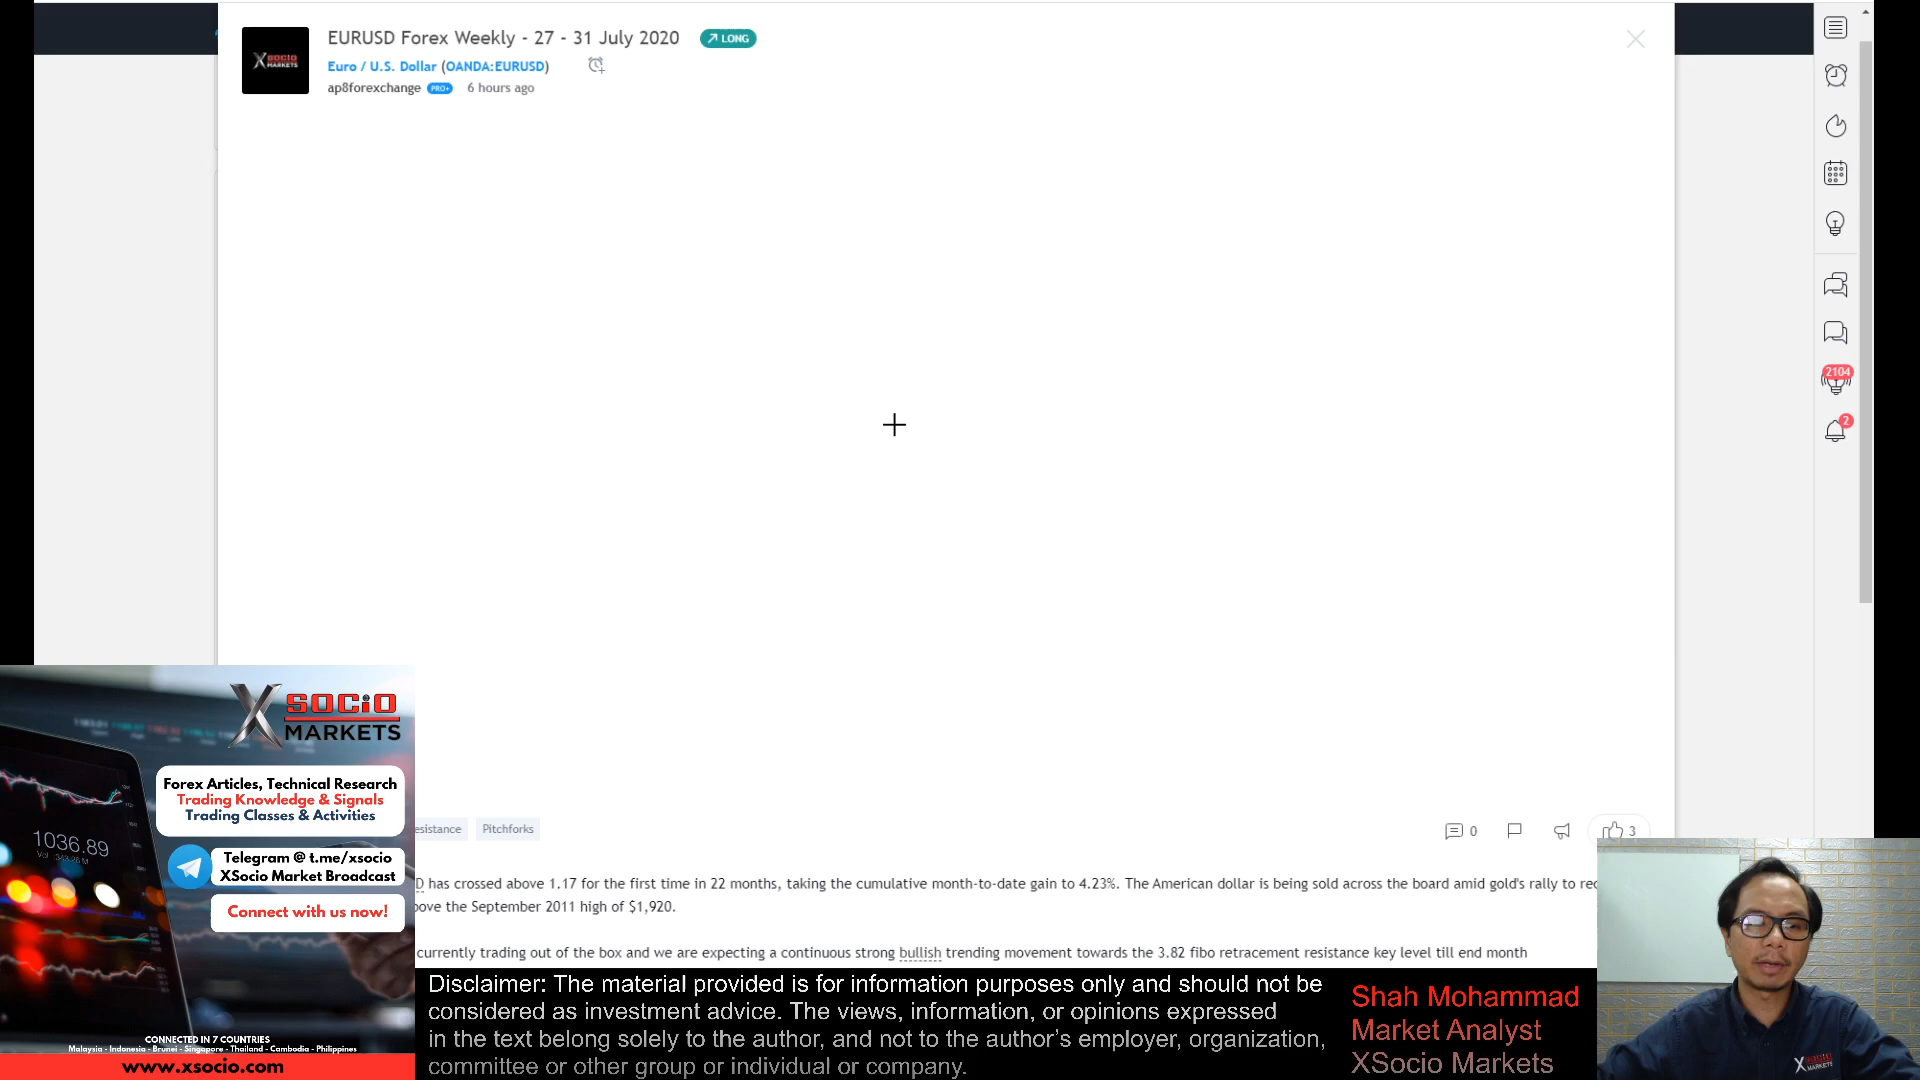 EURUSD Forex Weekly - 27 - 31 July 2020
LONG
Euro / U.S. Dollar (OANDA:EURUSD)
ap8forexchange PRO+ 6 hours ago
XSOCIO
MARKETS
2104
2
esistance Pitchforks
0
3
D has crossed above 1.17 for the first time in 22 months, taking the cumulative month-to-date gain to 4.23%. The American dollar is being sold across the board amid gold's rally to rec
ove the September 2011 high of $1,920.
currently trading out of the box and we are expecting a continuous strong bullish trending movement towards the 3.82 fibo retracement resistance key level till end month
XSOCiO
MARKETS
Forex Articles, Technical Research
Trading Knowledge & Signals
Trading Classes & Activities
1036.89
Telegram @ t.me/xsocio
XSocio Market Broadcast
Connect with us now!
CONNECTED IN 7 COUNTRIES
Malaysia - Indonesia - Brunei - Singapore - Thailand - Cambodia - Philippines
www.xsocio.com
Disclaimer: The material provided is for information purposes only and should not be
considered as investment advice. The views, information, or opinions expressed
in the text belong solely to the author, and not to the author's employer, organization,
committee or other group or individual or company.
Shah Mohammad
Market Analyst
XSocio Markets
XSOCIO
MARKETS